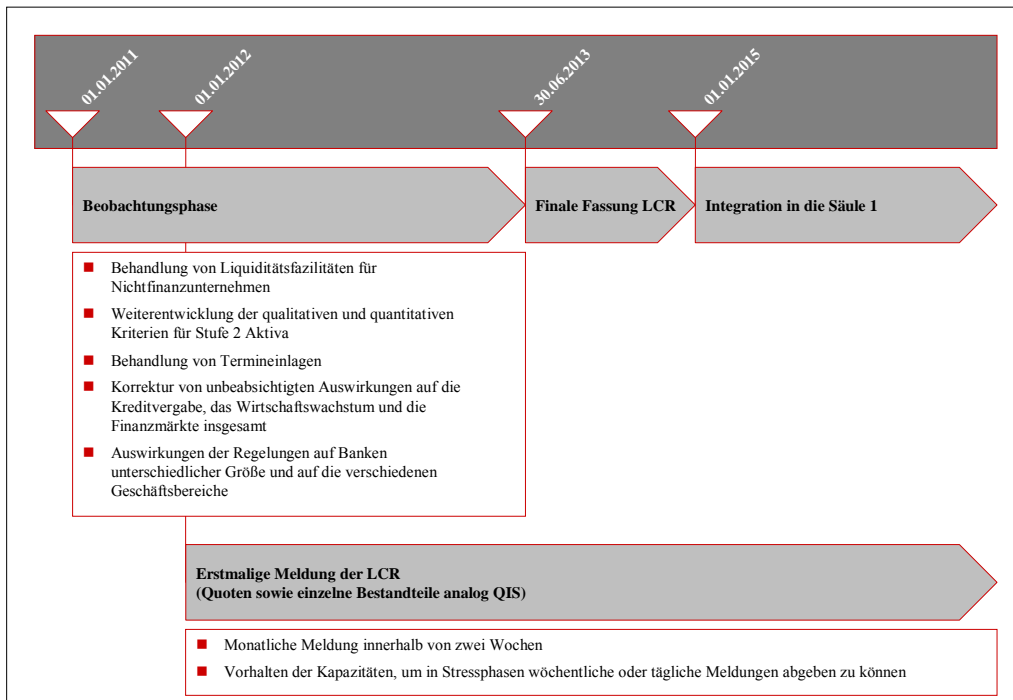 01.01.2011
01.01.2012
30.06.2013
01.01.2015
Beobachtungsphase
Finale Fassung LCR
Integration in die Säule 1
Behandlung von Liquiditätsfazilitäten für
Nichtfinanzunternehmen
Weiterentwicklung der qualitativen und quantitativen
Kriterien für Stufe 2 Aktiva
Behandlung von Termineinlagen
Korrektur von unbeabsichtigten Auswirkungen auf die
Kreditvergabe, das Wirtschaftswachstum und die
Finanzmärkte insgesamt
Auswirkungen der Regelungen auf Banken
unterschiedlicher Größe und auf die verschiedenen
Geschäftsbereiche
Erstmalige Meldung der LCR
(Quoten sowie einzelne Bestandteile analog QIS)
Monatliche Meldung innerhalb von zwei Wochen
Vorhalten der Kapazitäten, um in Stressphasen wöchentliche oder tägliche Meldungen abgeben zu können